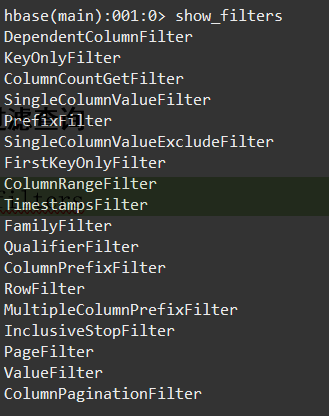 hbase(main):001:0> show_filters
DependentColumnFilter
KeyOnlyFilter
ColumnCountGetFilter
SingleColumnValueFilter
PrefixFilter
SingleColumnValueExcludeFilter
FirstKeyOnlyFilter
ColumnRangeFilter
TimestampsFilter
FamilyFilter
QualifierFilter
ColumnPrefixFilter
RowFilter
MultipleColumnPrefixFilter
InclusiveStopFilter
PageFilter
ValueFilter
ColumnPaginationFilter